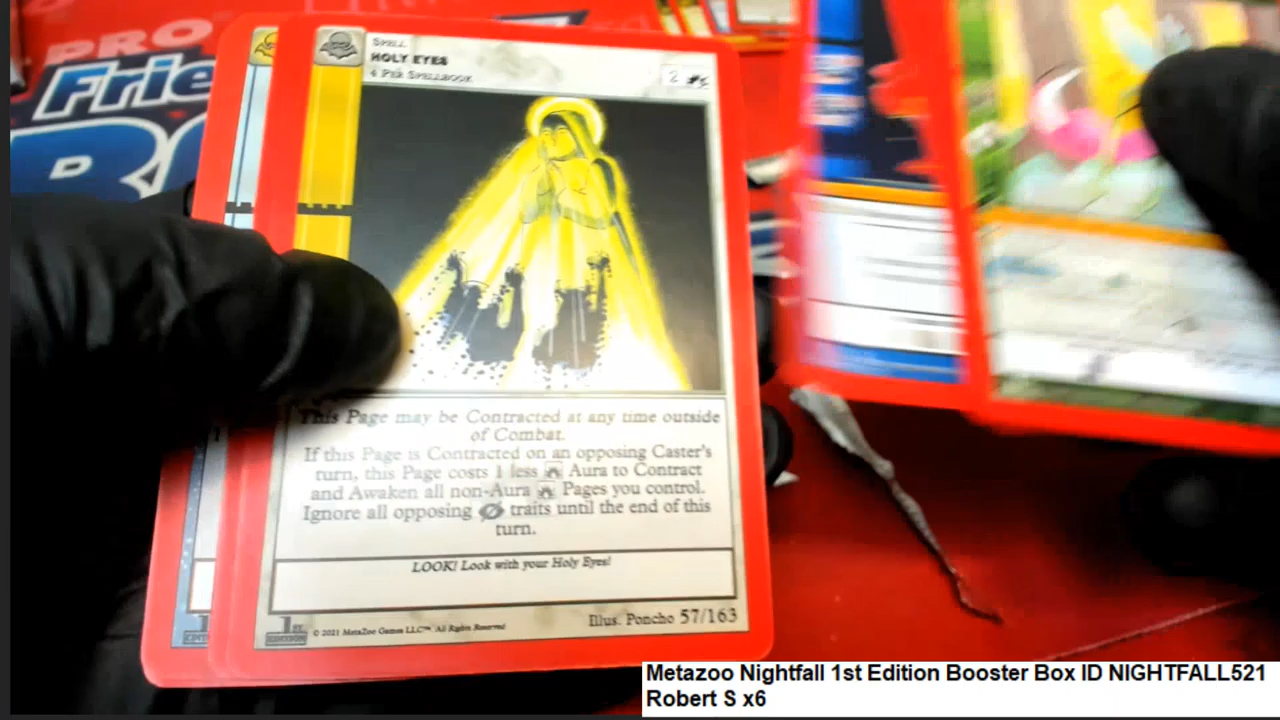 PRO
Frie
SPELL
HOLY EYES
4 PER SPELLBOOK
2
This Page may be Contracted at any time outside
of Combat.
If this Page is Contracted on an opposing Caster's
turn, this Page costs 1 less Aura to Contract
and Awaken all non-Aura Pages you control.
Ignore all opposing traits until the end of this
turn.
LOOK! Look with your Holy Eyes!
Illus. Poncho 57/163
1ST EDITION © 2021 MetaZoo Games LLC™ All Rights Reserved
Metazoo Nightfall 1st Edition Booster Box ID NIGHTFALL521
Robert S x6